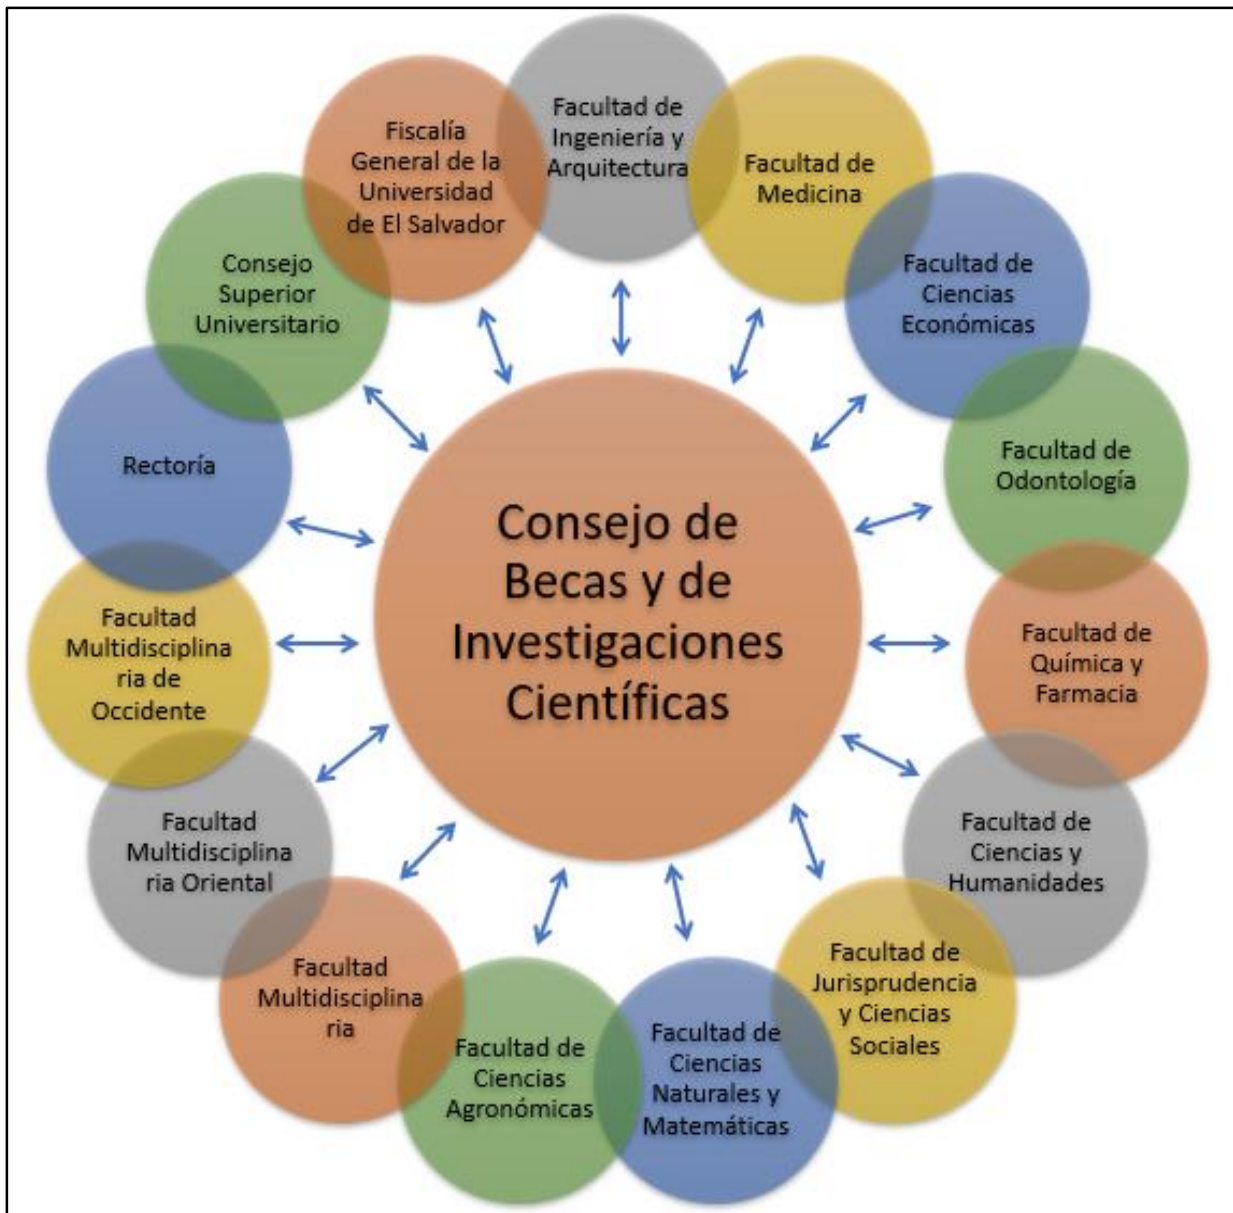 Facultad de
Ingeniería y
Arquitectura
Facultad de
Medicina
Facultad de
Ciencias
Económicas
Facultad de
Odontología
Facultad de
Química y
Farmacia
Facultad de
Ciencias y
Humanidades
Facultad de
Jurisprudencia
y Ciencias
Sociales
Facultad de
Ciencias
Naturales y
Matemáticas
Facultad de
Ciencias
Agronómicas
Facultad
Multidisciplina
ria
Facultad
Multidisciplina
ria Oriental
Facultad
Multidisciplina
ria de
Occidente
Rectoría
Consejo
Superior
Universitario
Fiscalía
General de la
Universidad
de El Salvador
Consejo de
Becas y de
Investigaciones
Científicas